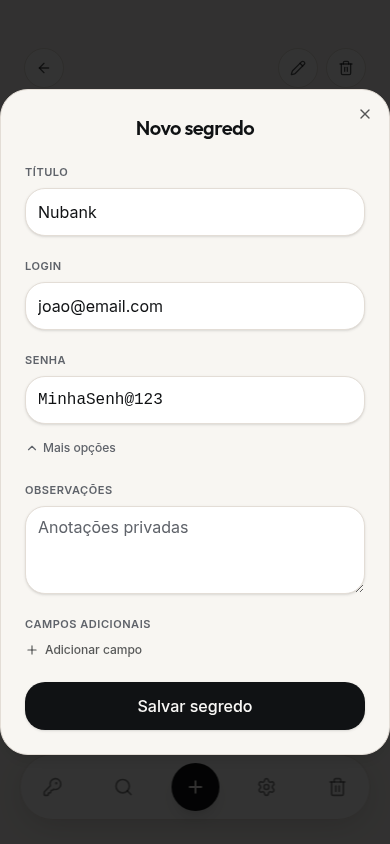 Novo segredo
TÍTULO
Nubank
LOGIN
joao@email.com
SENHA
MinhaSenh@123
Mais opções
OBSERVAÇÕES
Anotações privadas
CAMPOS ADICIONAIS
Adicionar campo
Salvar segredo